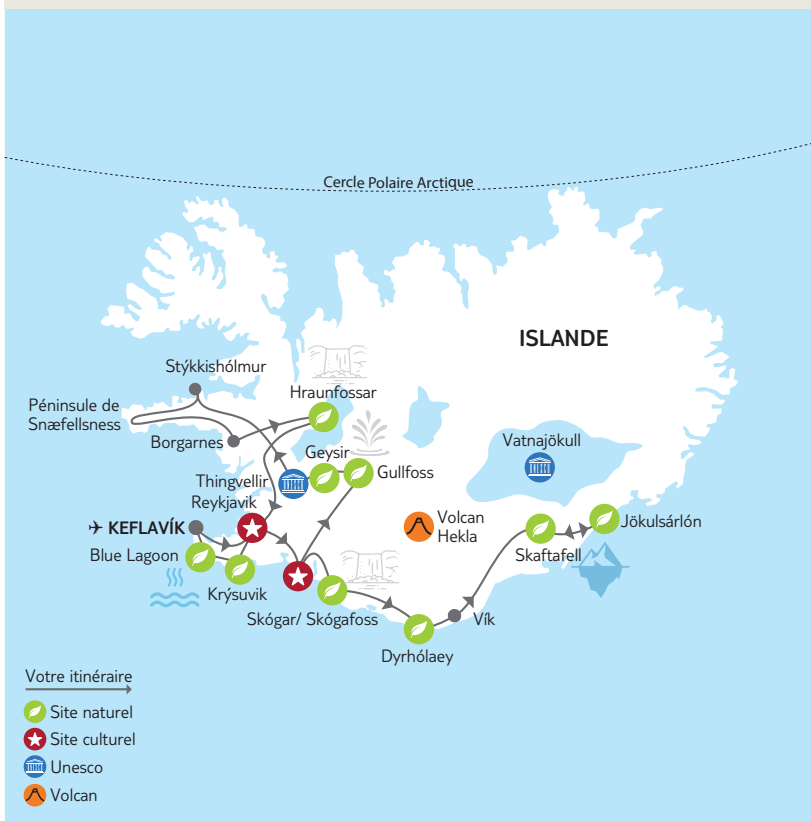 Cercle Polaire Arctique
ISLANDE
Stýkkishólmur
Hraunfossar
Péninsule de
Snæfellsness
Borgarnes
Geysir
Gullfoss
Vatnajökull
Thingvellir
Reykjavik
KEFLAVÍK
Volcan
Hekla
Jökulsárlón
Blue Lagoon
Skaftafell
Krýsuvik
Skógar/ Skógafoss
Vík
Dyrhólaey
Votre itinéraire
Site naturel
Site culturel
Unesco
Volcan